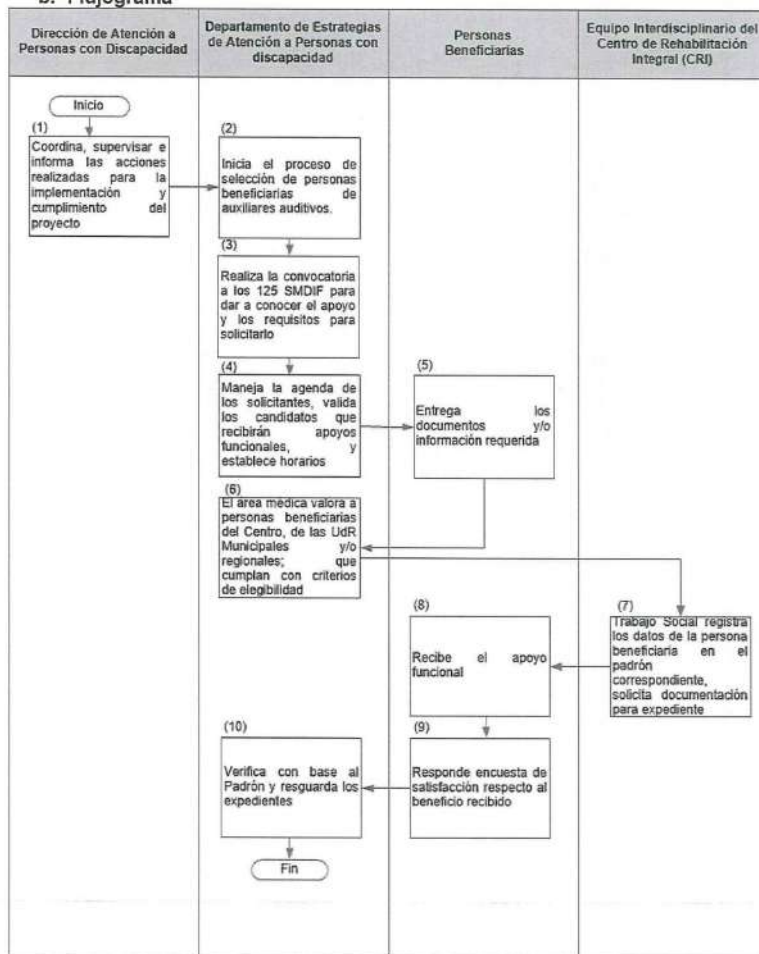 b. Flujograma
Dirección de Atención a
Personas con Discapacidad
Departamento de Estrategias
de Atención a Personas con
discapacidad
Personas
Beneficiarias
Equipo Interdisciplinario del
Centro de Rehabilitación
Integral (CRI)
Inicio
(1)
Coordina, supervisar e
informa las acciones
realizadas para la
implementación y
cumplimiento del
proyecto
(2)
Inicia el proceso de
selección de personas
beneficiarias de
auxiliares auditivos.
(3)
Realiza la convocatoria
a los 125 SMDIF para
dar a conocer el apoyo
y los requisitos para
solicitarlo
(4)
Maneja la agenda de
los solicitantes, valida
los candidatos que
recibirán apoyos
funcionales, y
establece horarios
(5)
Entrega los
documentos y/o
información requerida
(6)
El área médica valora a
personas beneficiarias
del Centro, de las UdR
Municipales y/o
regionales; que
cumplan con criterios
de elegibilidad
(7)
Trabajo Social registra
los datos de la persona
beneficiaria en el
padrón
correspondiente,
solicita documentación
para expediente
(8)
Recibe el apoyo
funcional
(9)
Responde encuesta de
satisfacción respecto al
beneficio recibido
(10)
Verifica con base al
Padrón y resguarda los
expedientes
Fin